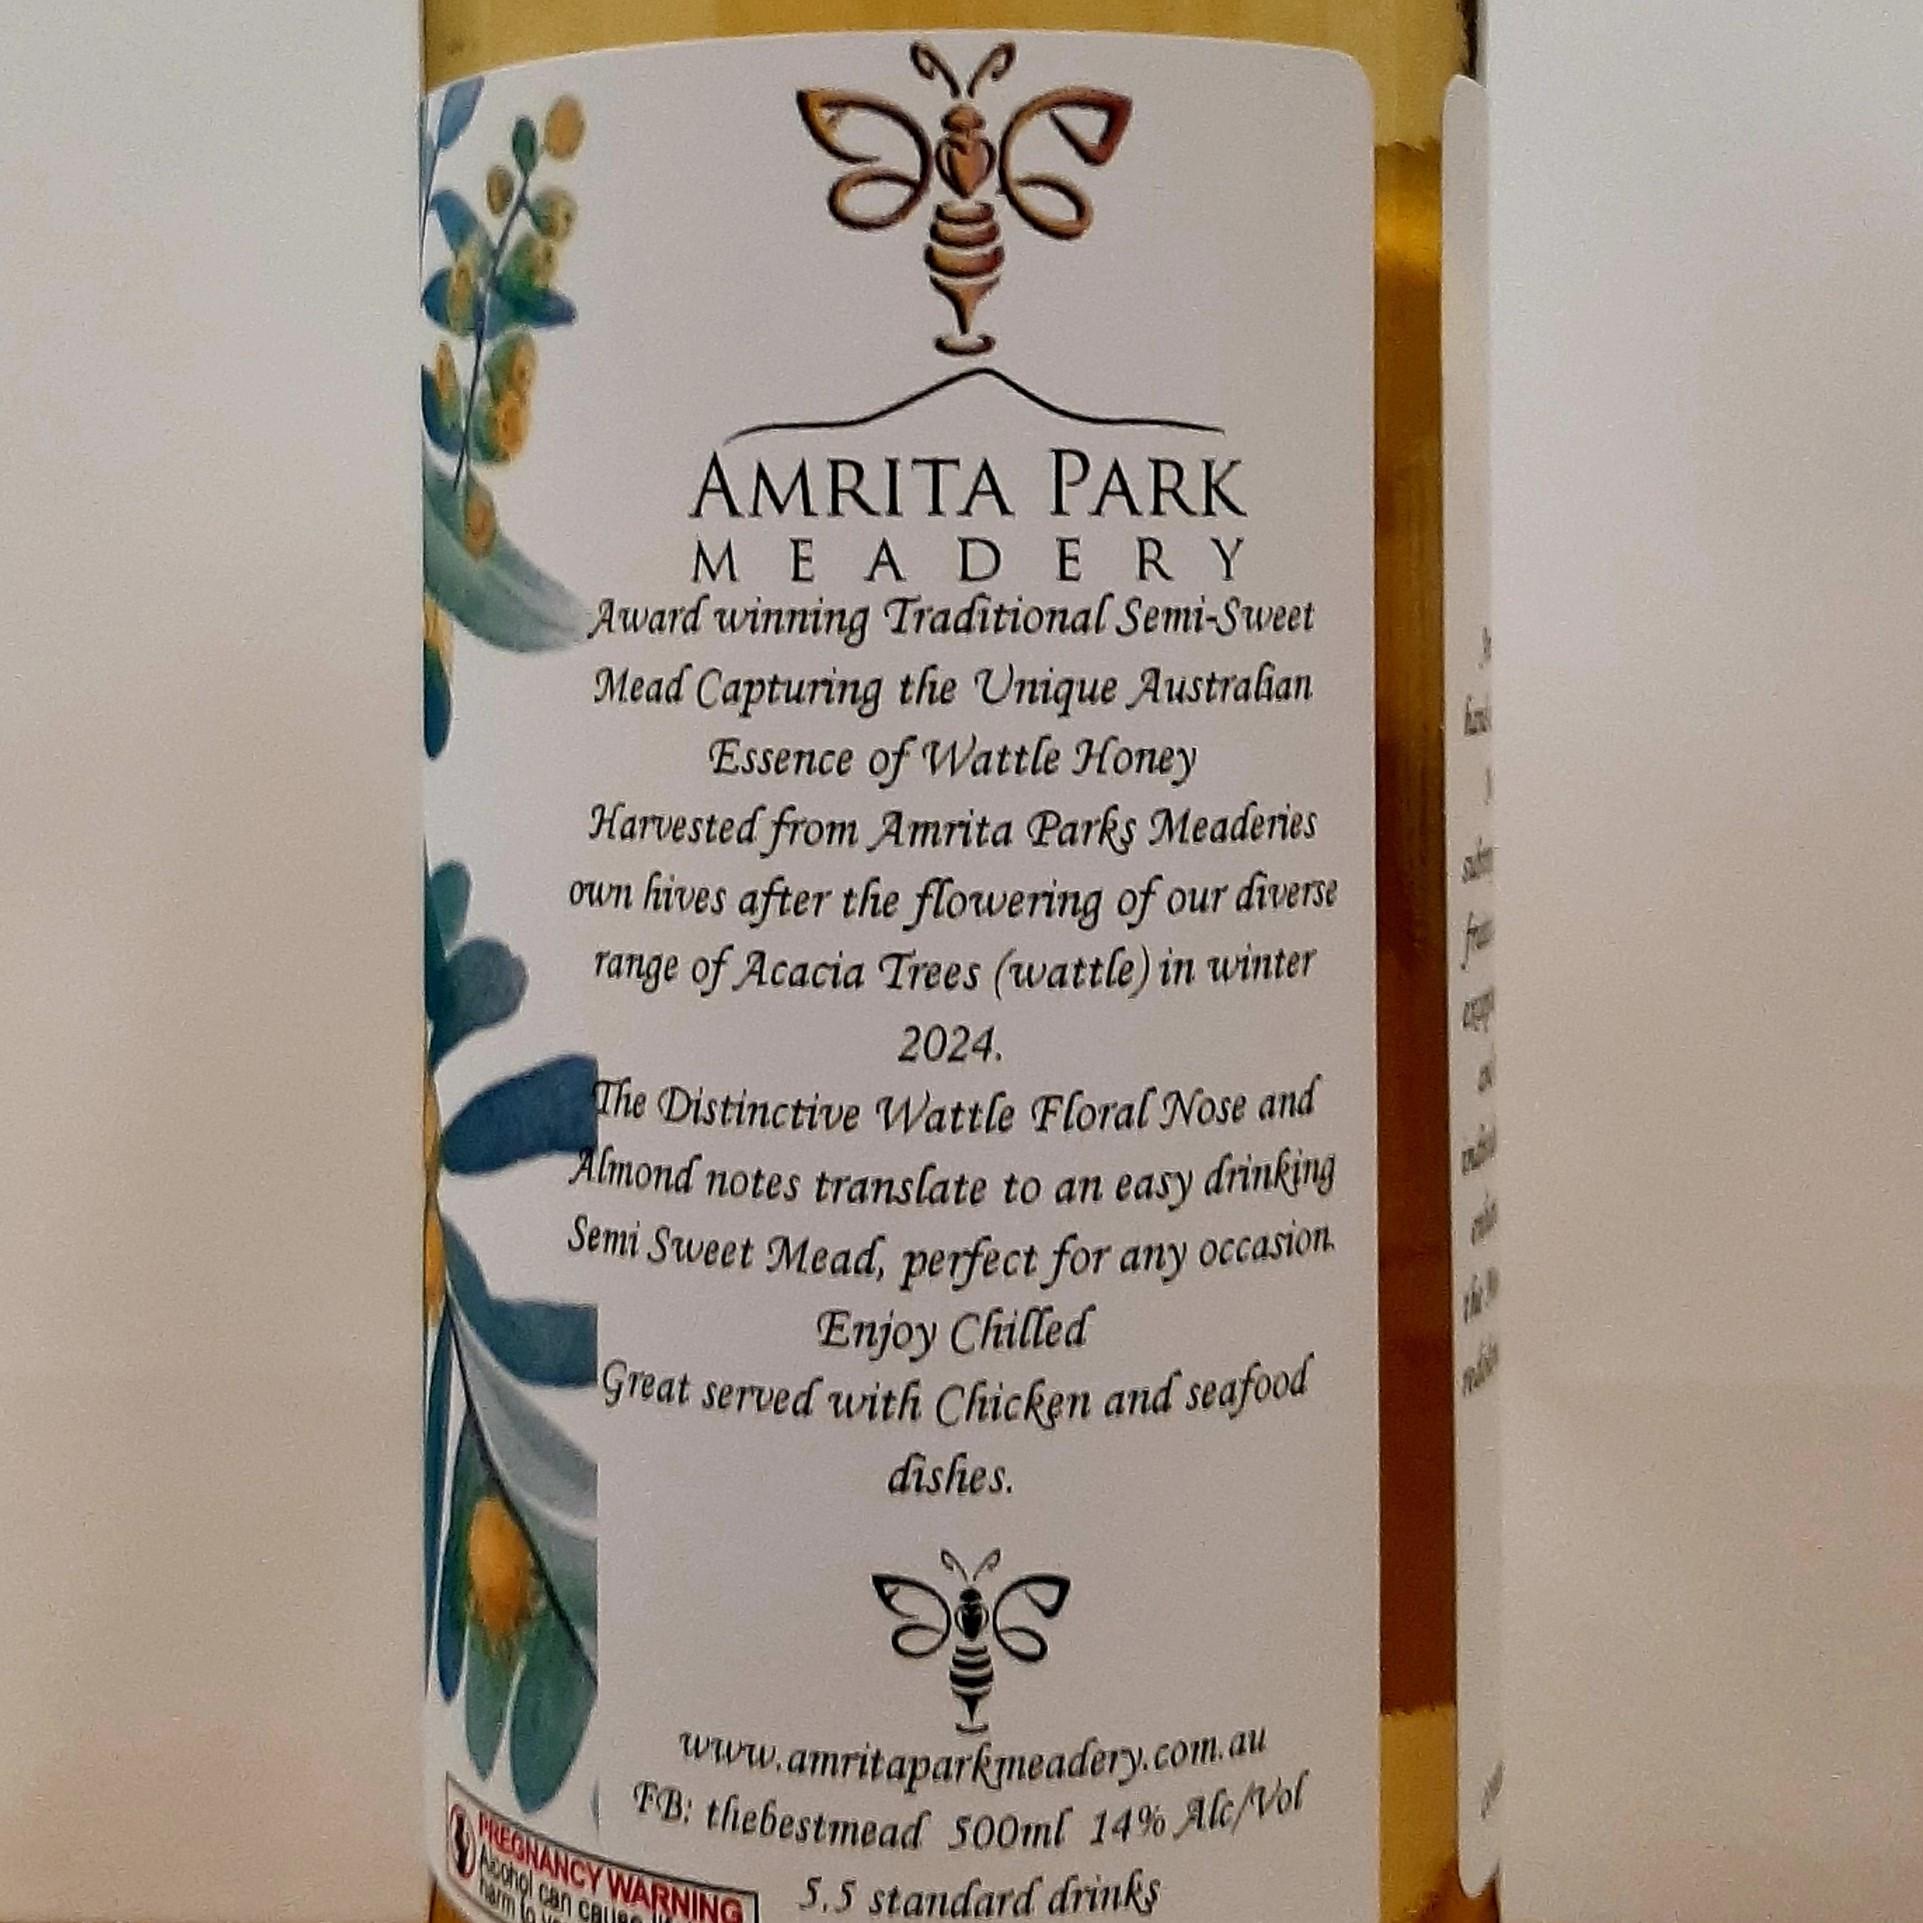 AMRITA PARK
MEADERY
Award winning Traditional Semi-Sweet
Mead Capturing the Unique Australian
Essence of Wattle Honey
Harvested from Amrita Parks Meaderies
own hives after the flowering of our diverse
range of Acacia Trees (wattle) in winter
2024.
The Distinctive Wattle Floral Nose and
Almond notes translate to an easy drinking
Semi Sweet Mead, perfect for any occasion.
Enjoy Chilled
Great served with Chicken and seafood
dishes.
www.amritaparkmeadery.com.au
FB: thebestmead 500ml 14% Alc/Vol
5.5 standard drinks
PREGNANCY WARNING
Alcohol can cause
harm to